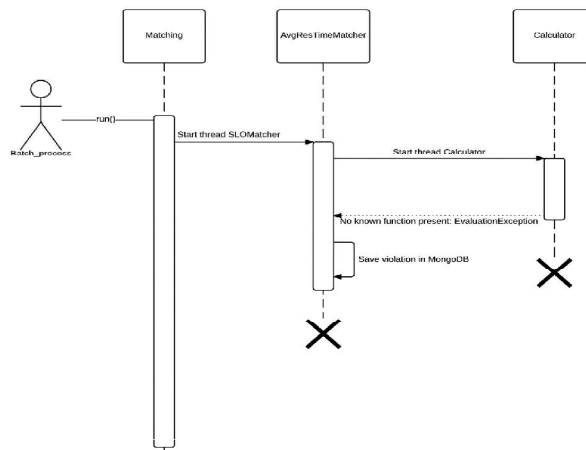 Matching
AvgResTimeMatcher
Calculator
run()
Batch_process
Start thread SLOMatcher
Start thread Calculator
No known function present: EvaluationException
Save violation in MongoDB